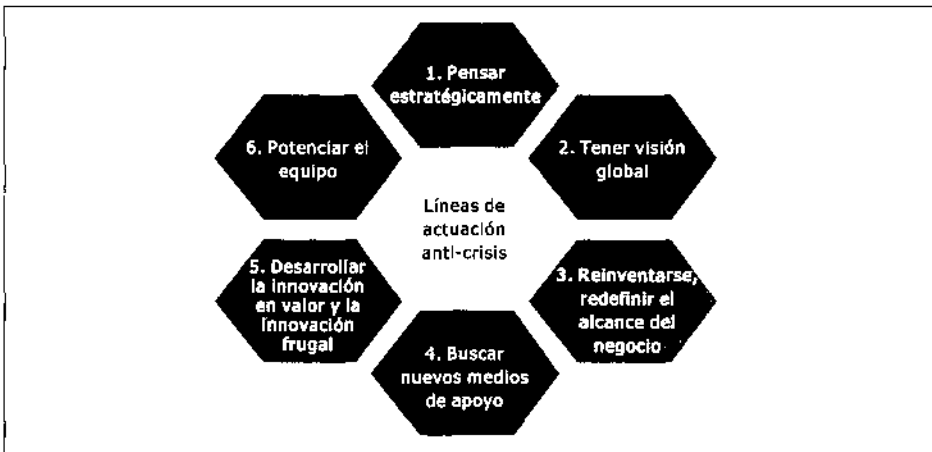 1. Pensar
estratégicamente
2. Tener visión
global
3. Reinventarse,
redefinir el
alcance del
negocio
4. Buscar
nuevos medios
de apoyo
5. Desarrollar
la innovación
en valor y la
innovación
frugal
6. Potenciar el
equipo
Líneas de
actuación
anti-crisis